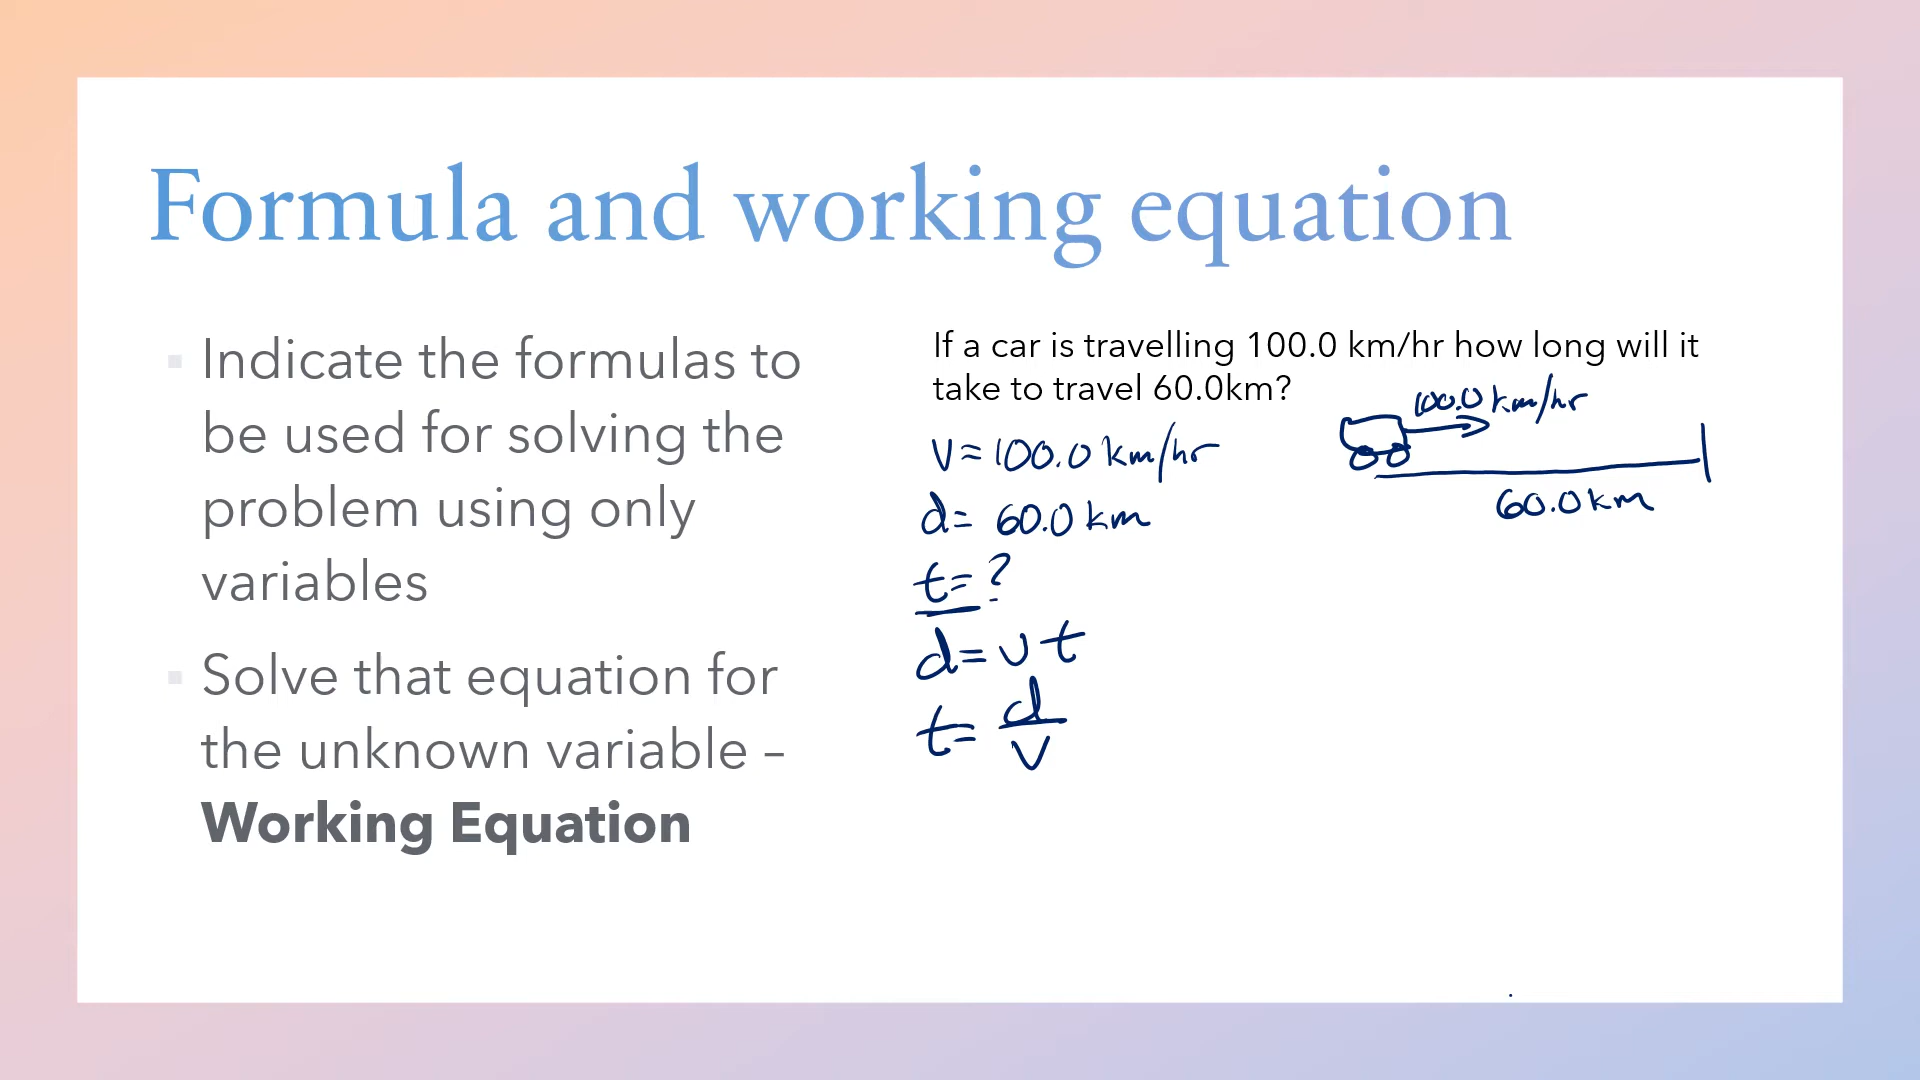 Formula and working equation
Indicate the formulas to
be used for solving the
problem using only
variables
Solve that equation for
the unknown variable –
Working Equation
If a car is travelling 100.0 km/hr how long will it
take to travel 60.0km?
100.0 km/hr
60.0 km
v = 100.0 km/hr
d = 60.0 km
t = ?
d = v t
t = d/v